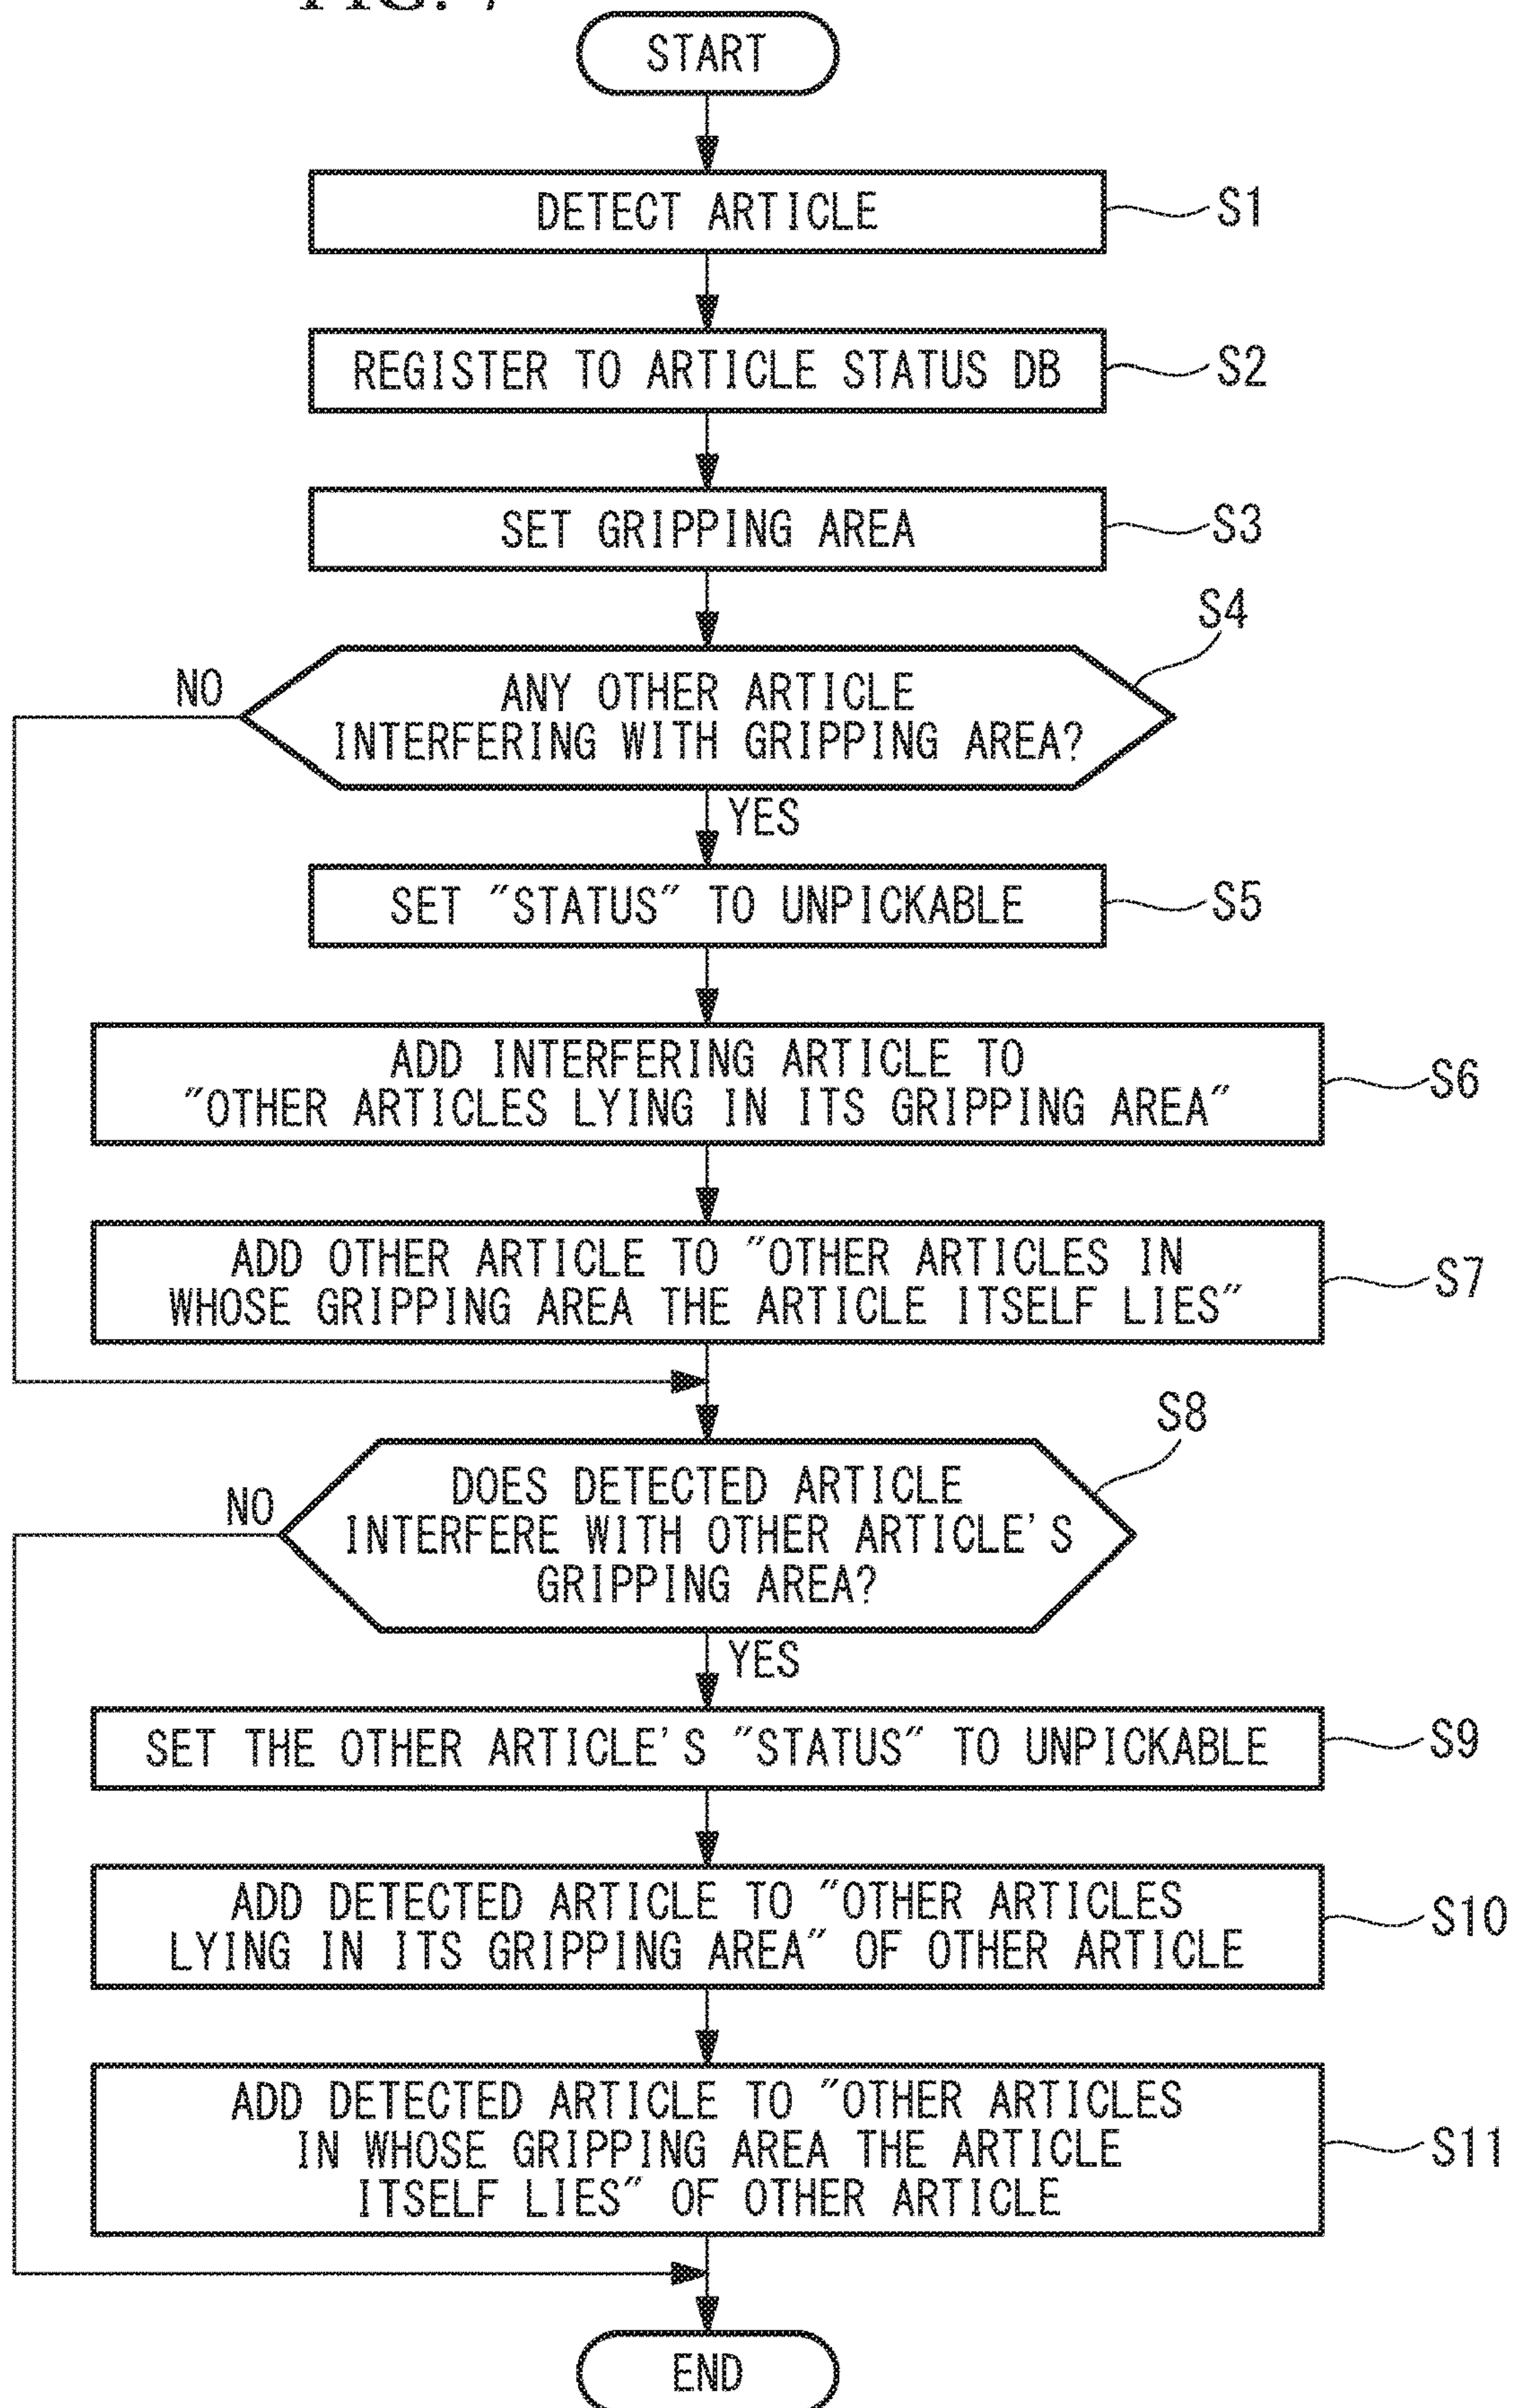 START
DETECT ARTICLE
S1
REGISTER TO ARTICLE STATUS DB
S2
SET GRIPPING AREA
S3
S4
NO
ANY OTHER ARTICLE
INTERFERING WITH GRIPPING AREA?
YES
SET "STATUS" TO UNPICKABLE
S5
ADD INTERFERING ARTICLE TO
"OTHER ARTICLES LYING IN ITS GRIPPING AREA"
S6
ADD OTHER ARTICLE TO "OTHER ARTICLES IN
WHOSE GRIPPING AREA THE ARTICLE ITSELF LIES"
S7
S8
NO
DOES DETECTED ARTICLE
INTERFERE WITH OTHER ARTICLE'S
GRIPPING AREA?
YES
SET THE OTHER ARTICLE'S "STATUS" TO UNPICKABLE
S9
ADD DETECTED ARTICLE TO "OTHER ARTICLES
LYING IN ITS GRIPPING AREA" OF OTHER ARTICLE
S10
ADD DETECTED ARTICLE TO "OTHER ARTICLES
IN WHOSE GRIPPING AREA THE ARTICLE
ITSELF LIES" OF OTHER ARTICLE
S11
END